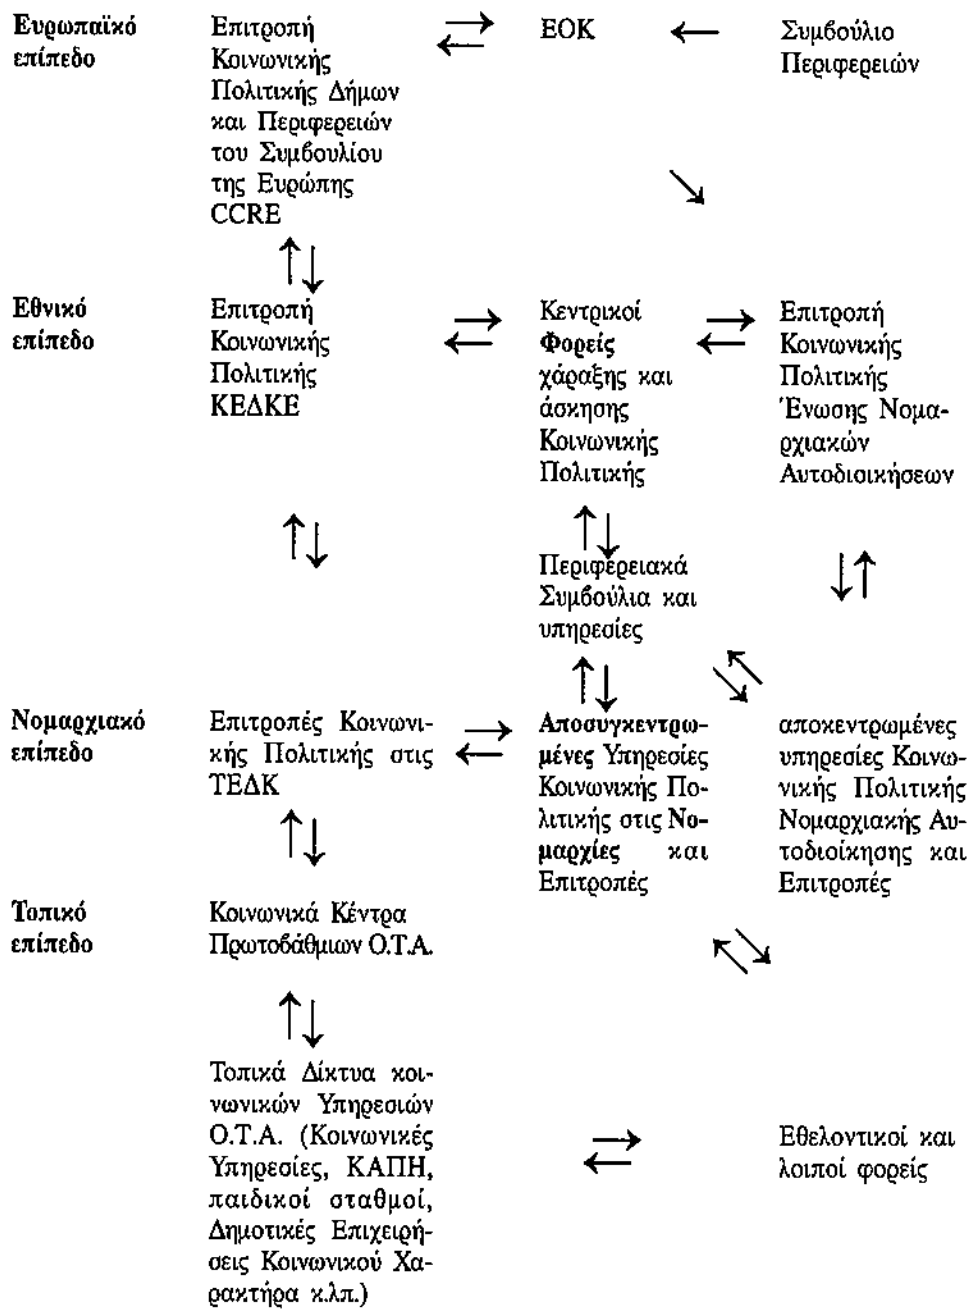 Ευρωπαϊκό
επίπεδο
Επιτροπή
Κοινωνικής
Πολιτικής Δήμων
και Περιφερειών
του Συμβουλίου
της Ευρώπης
CCRE
ΕΟΚ
Συμβούλιο
Περιφερειών
Εθνικό
επίπεδο
Επιτροπή
Κοινωνικής
Πολιτικής
ΚΕΔΚΕ
Κεντρικοί
Φορείς
χάραξης και
άσκησης
Κοινωνικής
Πολιτικής
Επιτροπή
Κοινωνικής
Πολιτικής
Ένωσης Νομα-
ρχιακών
Αυτοδιοικήσεων
Περιφέρειακά
Συμβούλια και
υπηρεσίες
Νομαρχιακό
επίπεδο
Επιτροπές Κοινωνι-
κής Πολιτικής στις
ΤΕΔΚ
Αποσυγκεντρω-
μένες Υπηρεσίες
Κοινωνικής Πο-
λιτικής στις Νο-
μαρχίες και
Επιτροπές
αποκεντρωμένες
υπηρεσίες Κοινω-
νικής Πολιτικής
Νομαρχιακής Αυ-
τοδιοίκησης και
Επιτροπές
Τοπικό
επίπεδο
Κοινωνικά Κέντρα
Πρωτοβάθμιων Ο.Τ.Α.
Τοπικά Δίκτυα κοι-
νωνικών Υπηρεσιών
Ο.Τ.Α. (Κοινωνικές
Υπηρεσίες, ΚΑΠΗ,
παιδικοί σταθμοί,
Δημοτικές Επιχειρή-
σεις Κοινωνικού Χα-
ρακτήρα κ.λπ.)
Εθελοντικοί και
λοιποί φορείς